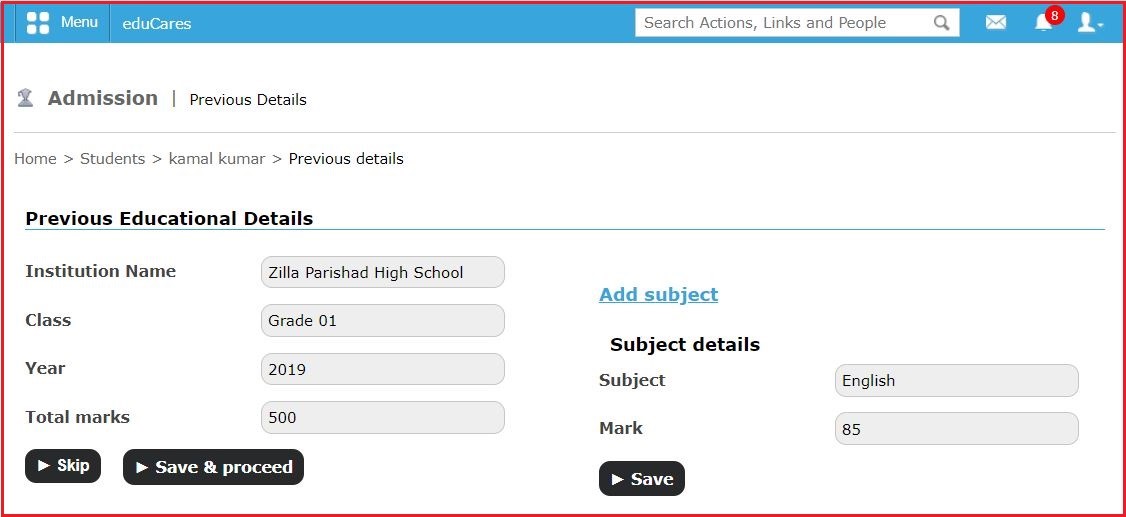 Menu eduCares Search Actions, Links and People 8
Admission | Previous Details
Home > Students > kamal kumar > Previous details
Previous Educational Details
Institution Name Zilla Parishad High School
Class Grade 01
Year 2019
Total marks 500
► Skip ► Save & proceed
Add subject
Subject details
Subject English
Mark 85
► Save